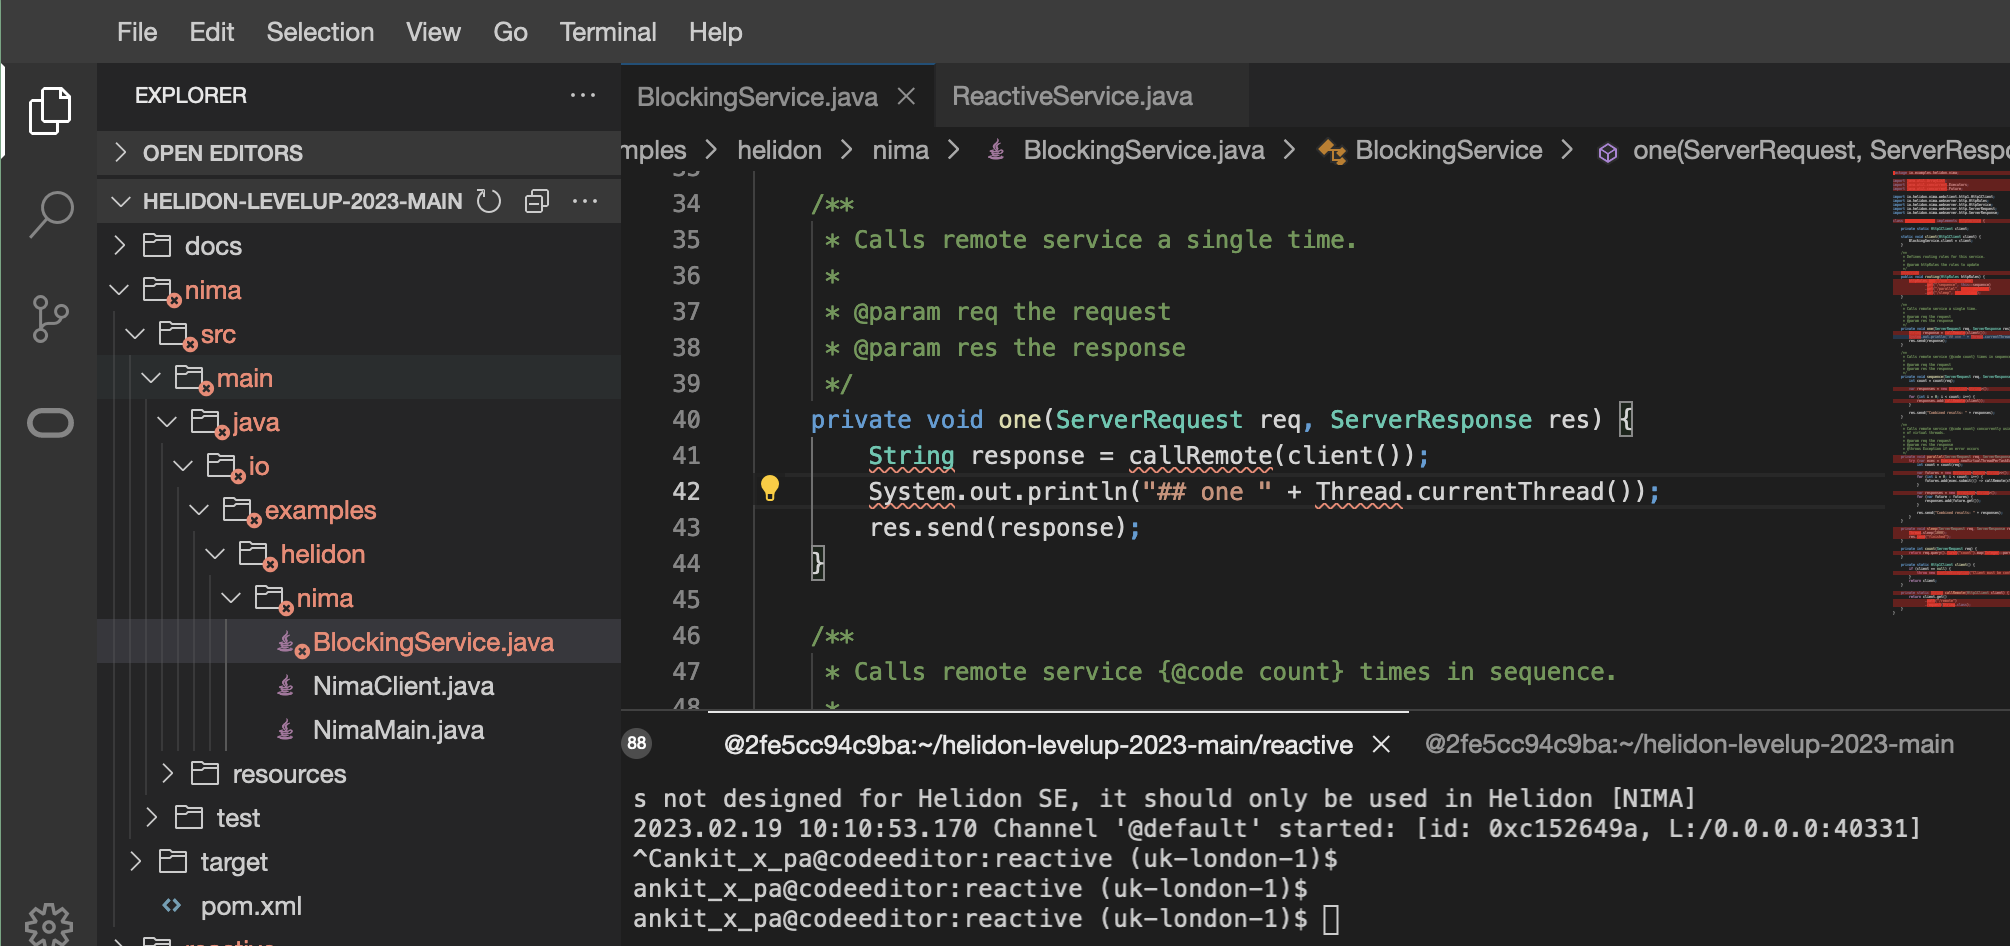 File Edit Selection View Go Terminal Help
EXPLORER
OPEN EDITORS
HELIDON-LEVELUP-2023-MAIN
docs
nima
src
main
java
io
examples
helidon
nima
BlockingService.java
NimaClient.java
NimaMain.java
resources
test
target
pom.xml
BlockingService.java ReactiveService.java
mples > helidon > nima > BlockingService.java > BlockingService > one(ServerRequest, ServerRespo
34 /**
35 * Calls remote service a single time.
36 *
37 * @param req the request
38 * @param res the response
39 */
40 private void one(ServerRequest req, ServerResponse res) {
41 String response = callRemote(client());
42 System.out.println("## one " + Thread.currentThread());
43 res.send(response);
44 }
45
46 /**
47 * Calls remote service {@code count} times in sequence.
48 *
88 @2fe5cc94c9ba:~/helidon-levelup-2023-main/reactive @2fe5cc94c9ba:~/helidon-levelup-2023-main
s not designed for Helidon SE, it should only be used in Helidon [NIMA]
2023.02.19 10:10:53.170 Channel '@default' started: [id: 0xc152649a, L:/0.0.0.0:40331]
^Cankit_x_pa@codeeditor:reactive (uk-london-1)$
ankit_x_pa@codeeditor:reactive (uk-london-1)$
ankit_x_pa@codeeditor:reactive (uk-london-1)$